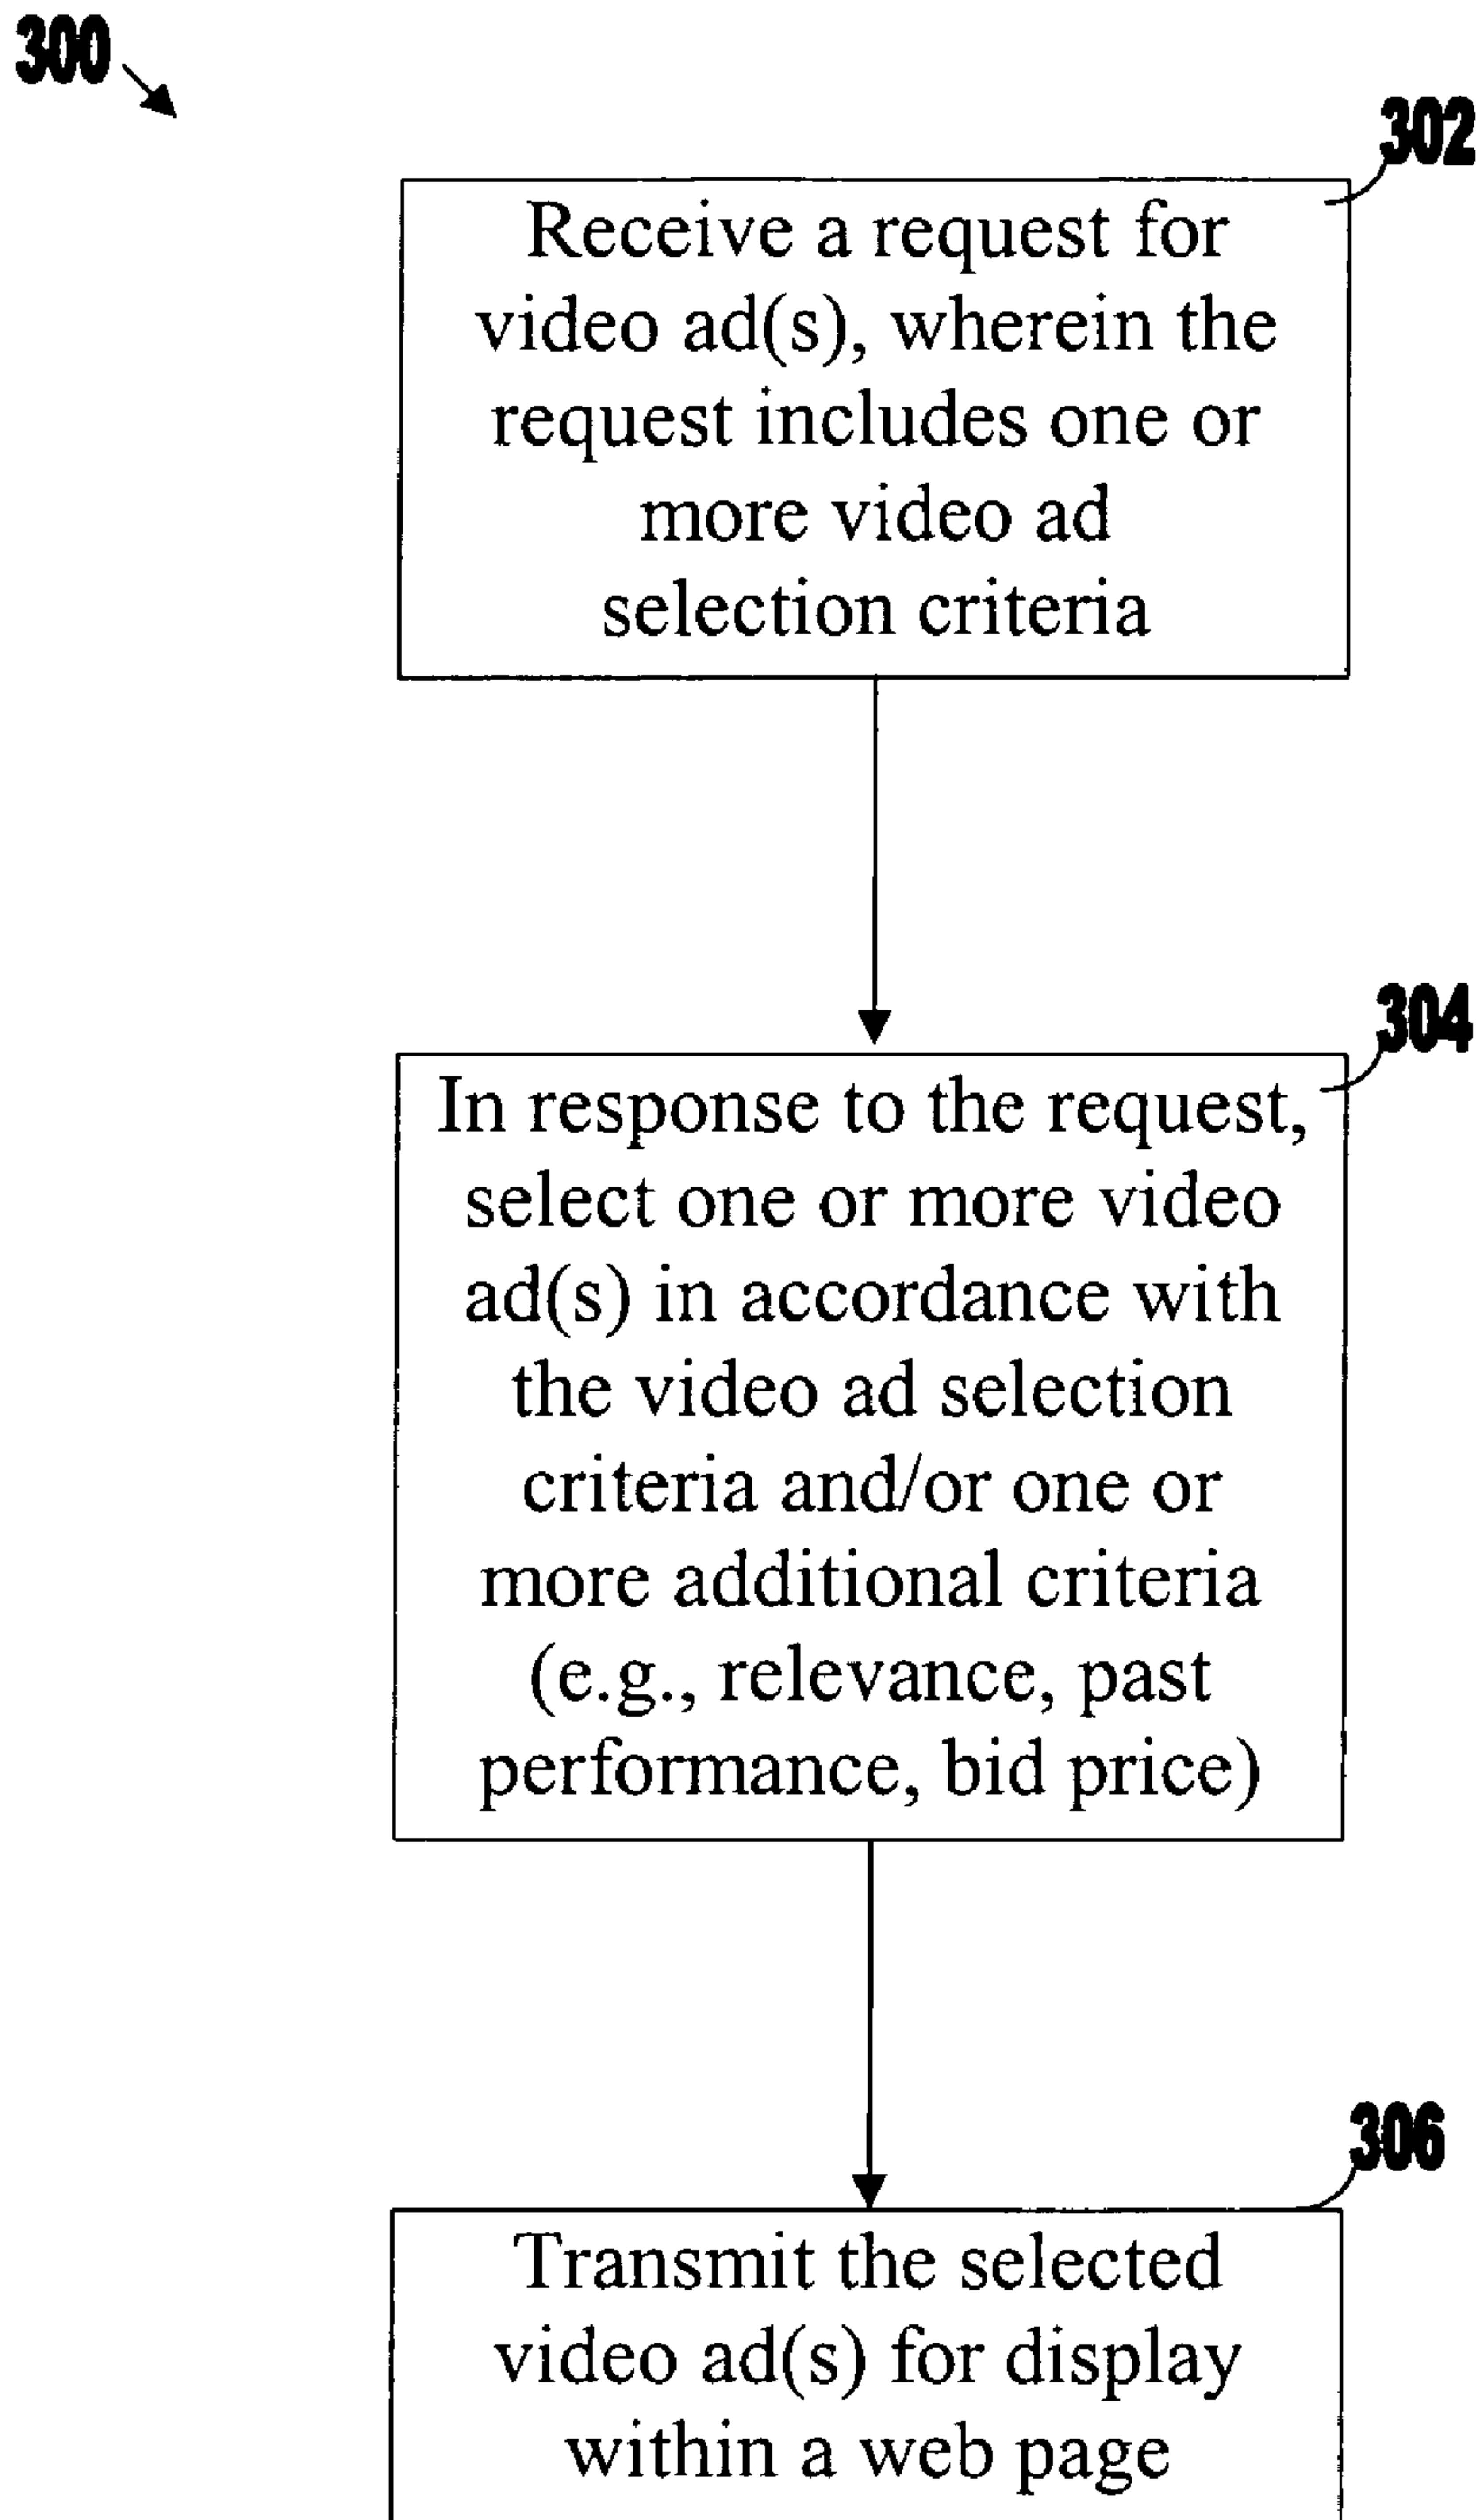 300
302
Receive a request for
video ad(s), wherein the
request includes one or
more video ad
selection criteria
304
In response to the request,
select one or more video
ad(s) in accordance with
the video ad selection
criteria and/or one or
more additional criteria
(e.g., relevance, past
performance, bid price)
306
Transmit the selected
video ad(s) for display
within a web page